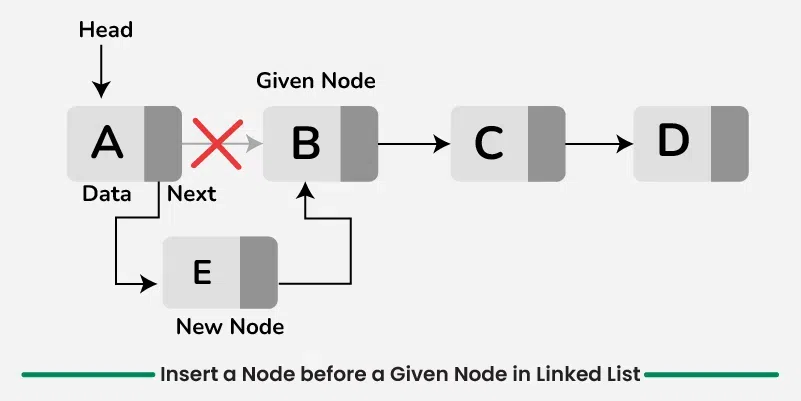 Head
Given Node
A
B
C
D
Data
Next
E
New Node
Insert a Node before a Given Node in Linked List